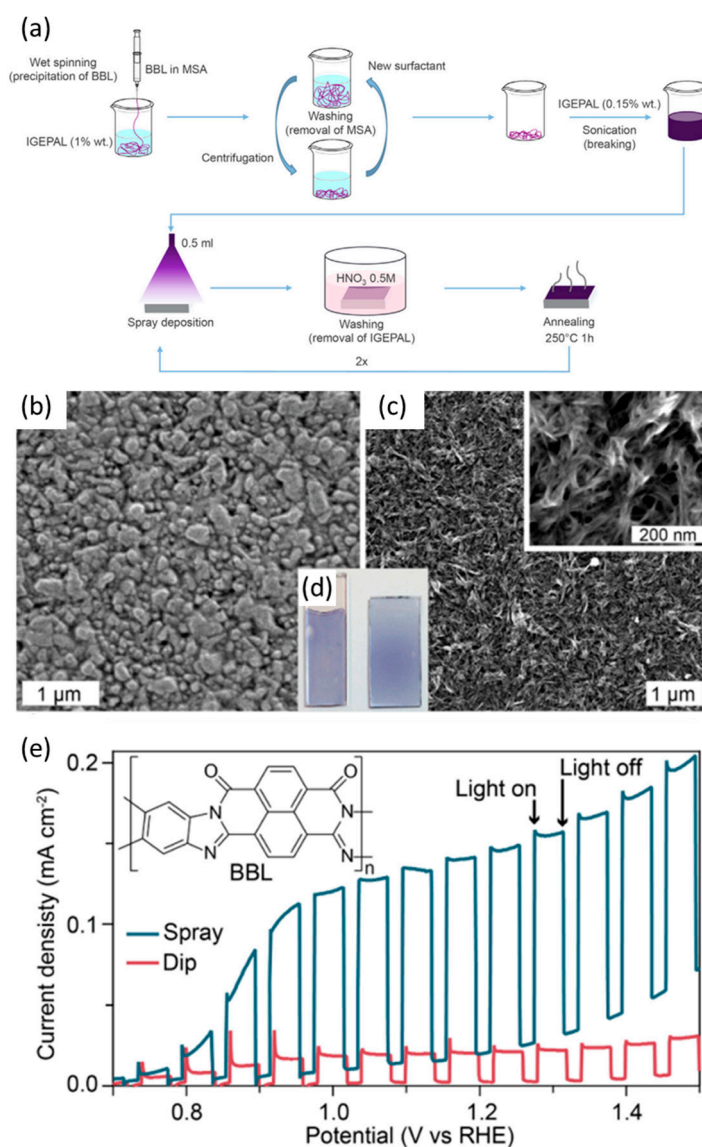 (a)
Wet spinning
(precipitation of BBL)
BBL in MSA
IGEPAL (1% wt.)
New surfactant
Washing
(removal of MSA)
Centrifugation
IGEPAL (0.15% wt.)
Sonication
(breaking)
0.5 ml
Spray deposition
HNO3 0.5M
Washing
(removal of IGEPAL)
Annealing
250°C 1h
2x
(b)
1 µm
(c)
200 nm
1 µm
(d)
(e)
Current densisty (mA cm-2)
0.2
0.1
0.0
O
O
N
N
N
N
n
BBL
Light on
Light off
Spray
Dip
0.8
1.0
1.2
1.4
Potential (V vs RHE)